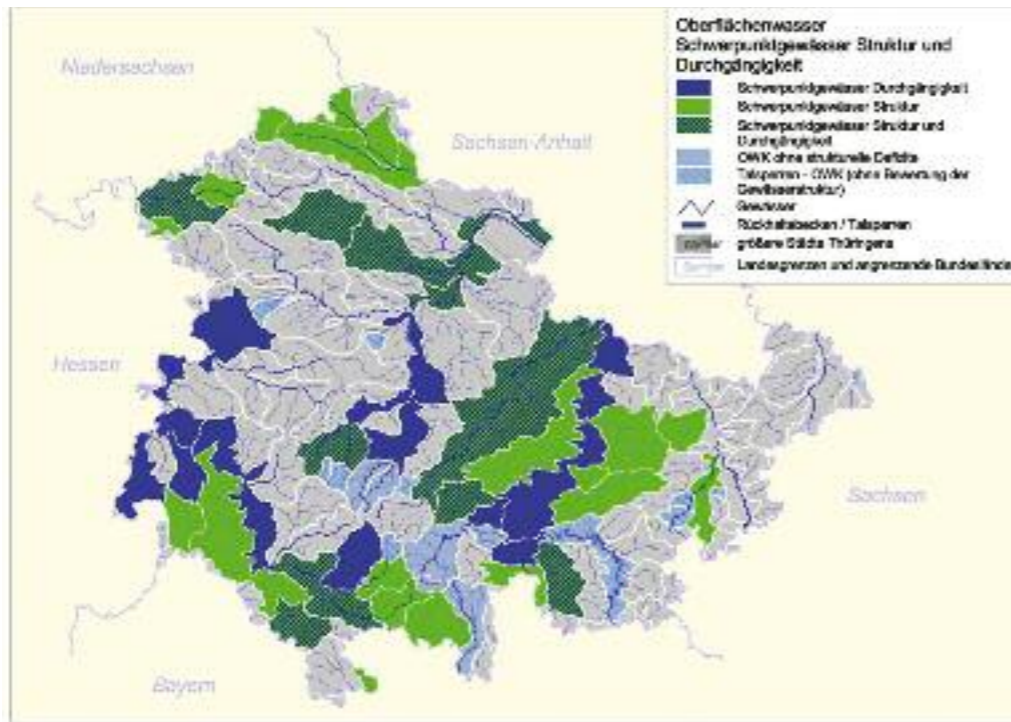 Oberflächenwasser
Schwerpunktgewässer Struktur und
Durchgängigkeit
Schwerpunktgewässer Durchgängigkeit
Schwerpunktgewässer Struktur
Schwerpunktgewässer Struktur und
Durchgängigkeit
OWK ohne strukturelle Defizite
Talsperren - OWK (ohne Bewertung der
Gewässerstruktur)
Gewässer
Rückhaltebecken / Talsperren
größere Städte Thüringens
Landesgrenzen und angrenzende Bundesländer
Niedersachsen
Sachsen-Anhalt
Hessen
Sachsen
Bayern